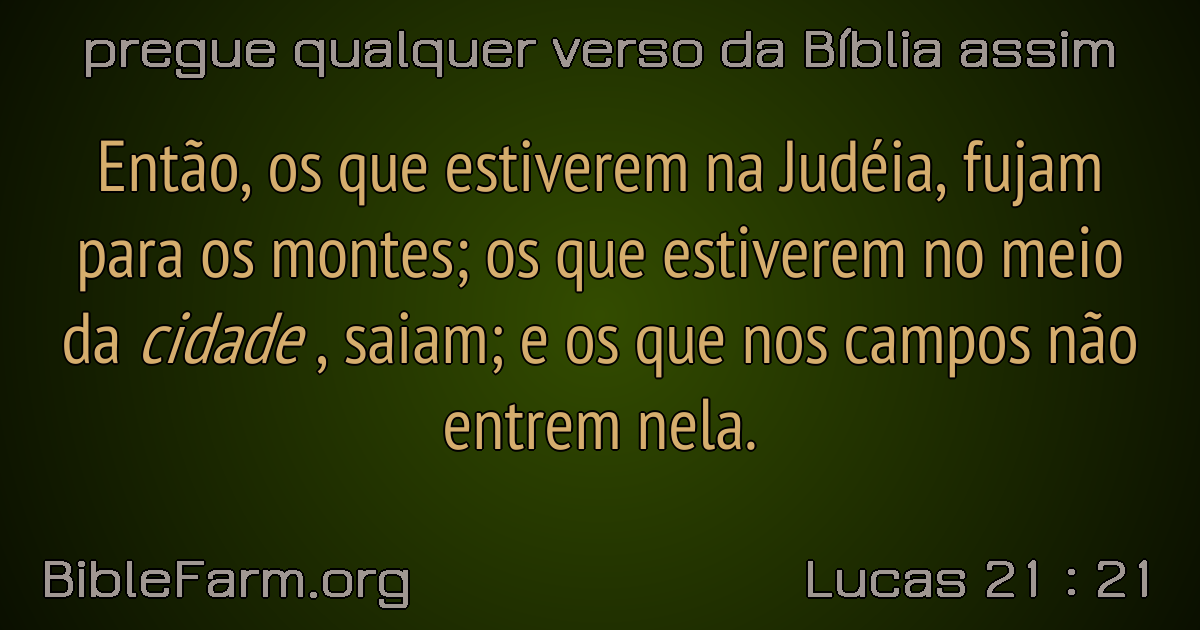 pregue qualquer verso da Bíblia assim
Então, os que estiverem na Judéia, fujam
para os montes; os que estiverem no meio
da cidade , saiam; e os que nos campos não
entrem nela.
BibleFarm.org
Lucas 21 : 21